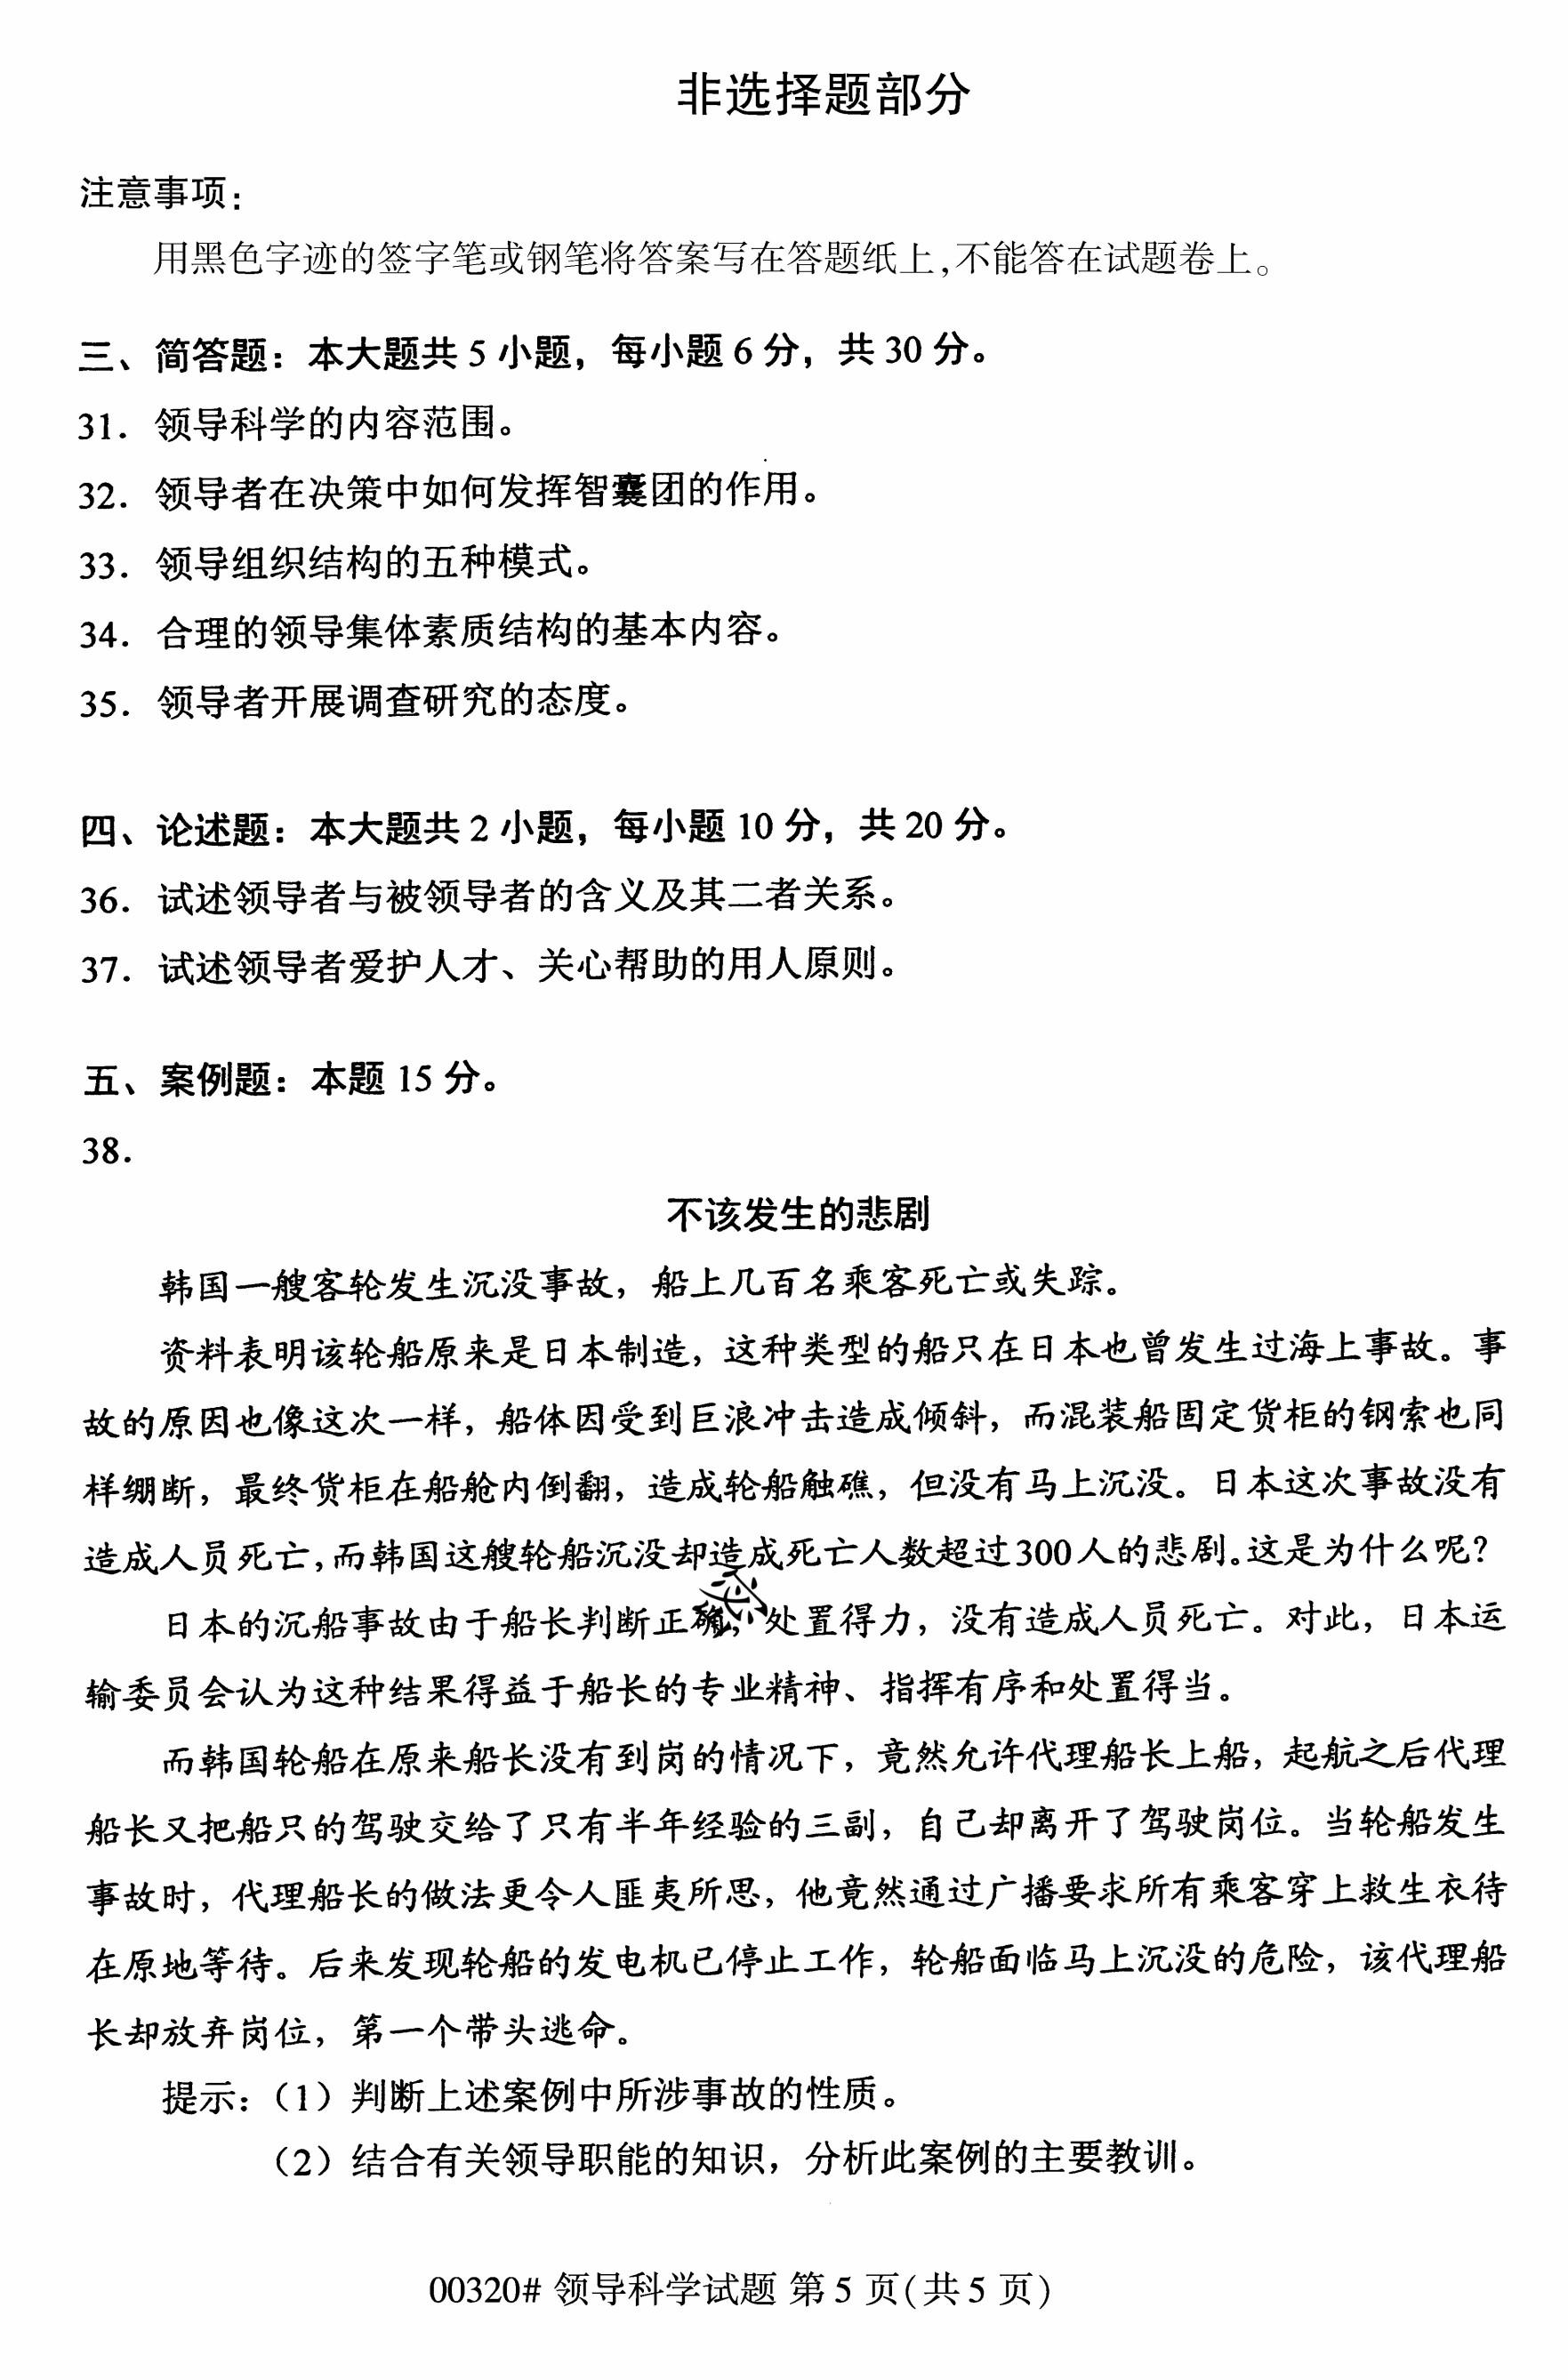 非选择题部分
注意事项:
用黑色字迹的签字笔或钢笔将答案写在答题纸上,不能答在试题卷上。
三、简答题：本大题共5小题，每小题6分，共30分。
31. 领导科学的内容范围。
32. 领导者在决策中如何发挥智囊团的作用。
33. 领导组织结构的五种模式。
34. 合理的领导集体素质结构的基本内容。
35. 领导者开展调查研究的态度。
四、论述题：本大题共2小题，每小题10分，共20分。
36. 试述领导者与被领导者的含义及其二者关系。
37. 试述领导者爱护人才、关心帮助的用人原则。
五、案例题：本题15分。
38.
不该发生的悲剧
韩国一艘客轮发生沉没事故，船上几百名乘客死亡或失踪。
资料表明该轮船原来是日本制造，这种类型的船只在日本也曾发生过海上事故。事
故的原因也像这次一样，船体因受到巨浪冲击造成倾斜，而混装船固定货柜的钢索也同
样绷断，最终货柜在船舱内倒翻，造成轮船触礁，但没有马上沉没。日本这次事故没有
造成人员死亡,而韩国这艘轮船沉没却造成死亡人数超过300人的悲剧。这是为什么呢?
日本的沉船事故由于船长判断正确，处置得力，没有造成人员死亡。对此，日本运
输委员会认为这种结果得益于船长的专业精神、指挥有序和处置得当。
而韩国轮船在原来船长没有到岗的情况下，竟然允许代理船长上船，起航之后代理
船长又把船只的驾驶交给了只有半年经验的三副，自己却离开了驾驶岗位。当轮船发生
事故时，代理船长的做法更令人匪夷所思，他竟然通过广播要求所有乘客穿上救生衣待
在原地等待。后来发现轮船的发电机已停止工作，轮船面临马上沉没的危险，该代理船
长却放弃岗位，第一个带头逃命。
提示：（1）判断上述案例中所涉事故的性质。
（2）结合有关领导职能的知识，分析此案例的主要教训。
00320# 领导科学试题 第5页(共5页)